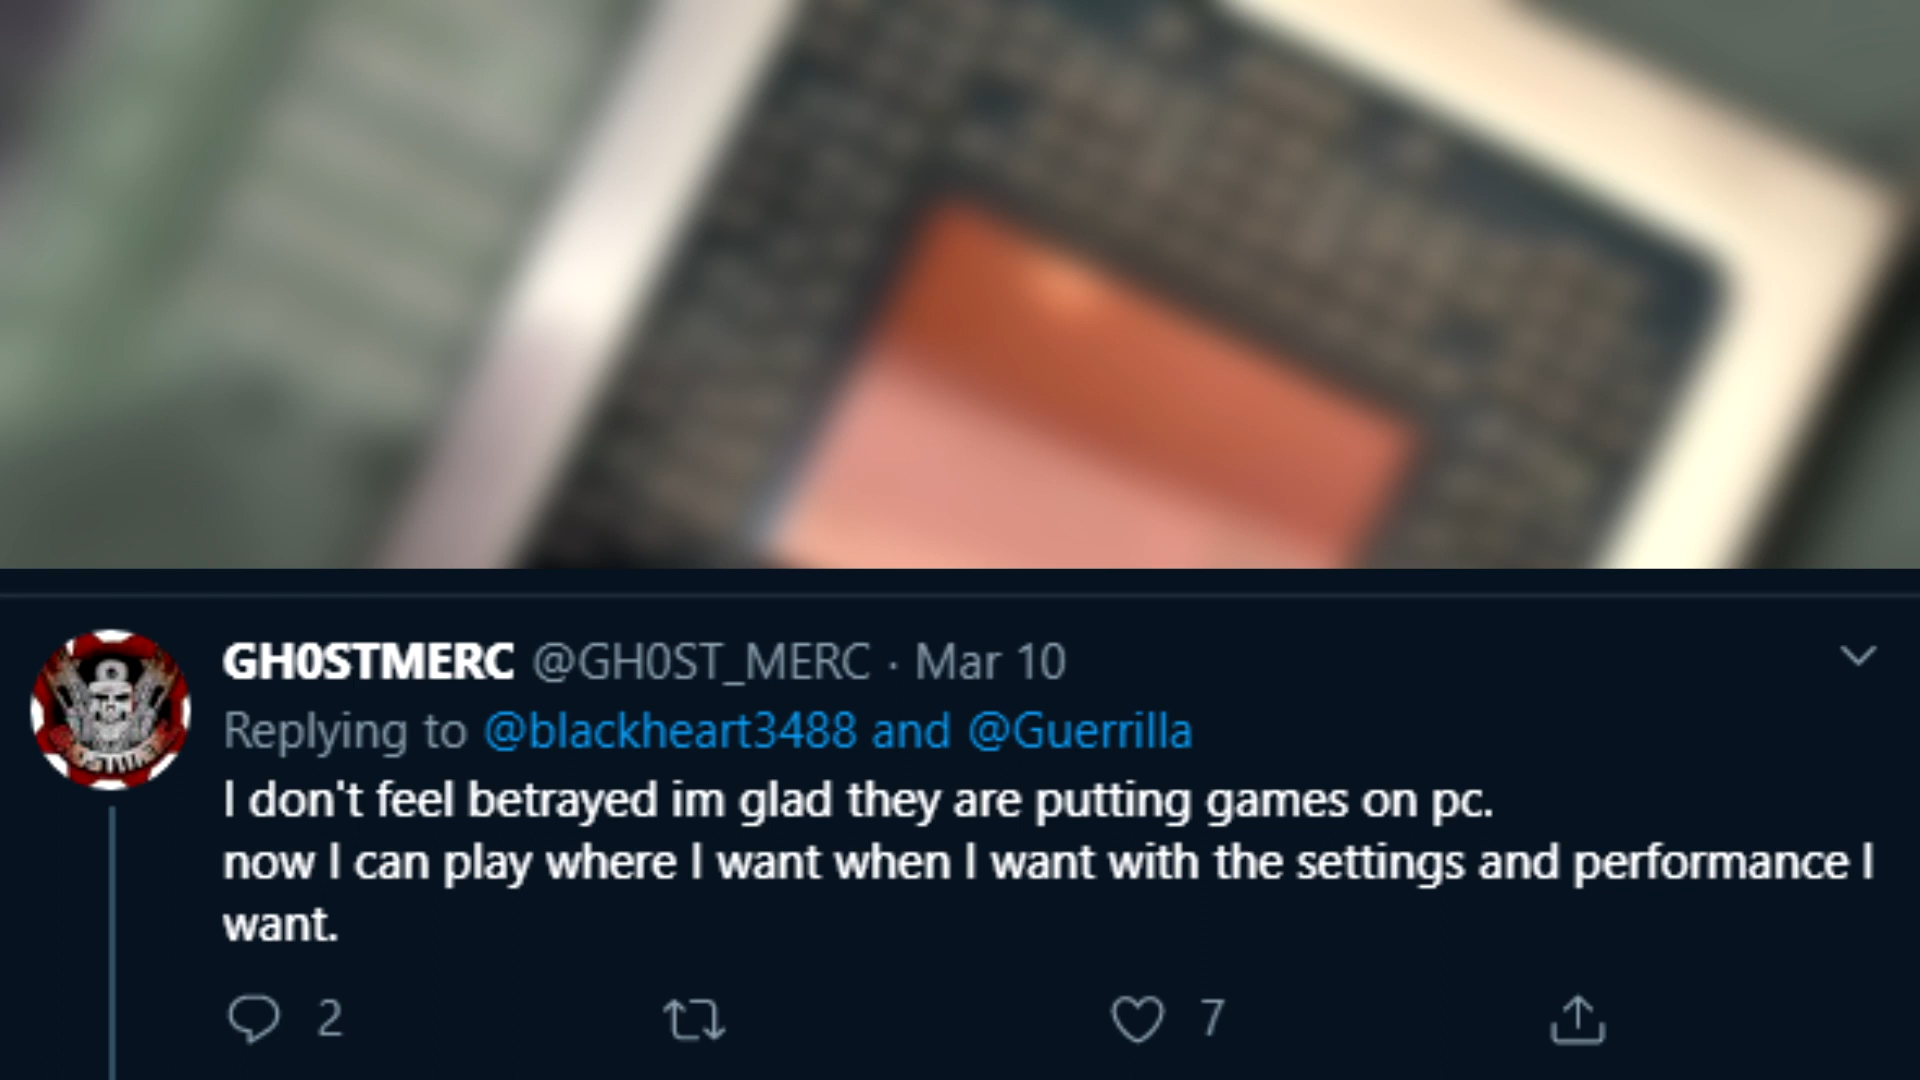 GH0STMERC @GH0ST_MERC · Mar 10
Replying to @blackheart3488 and @Guerrilla
I don't feel betrayed im glad they are putting games on pc.
now I can play where I want when I want with the settings and performance I
want.
2 7